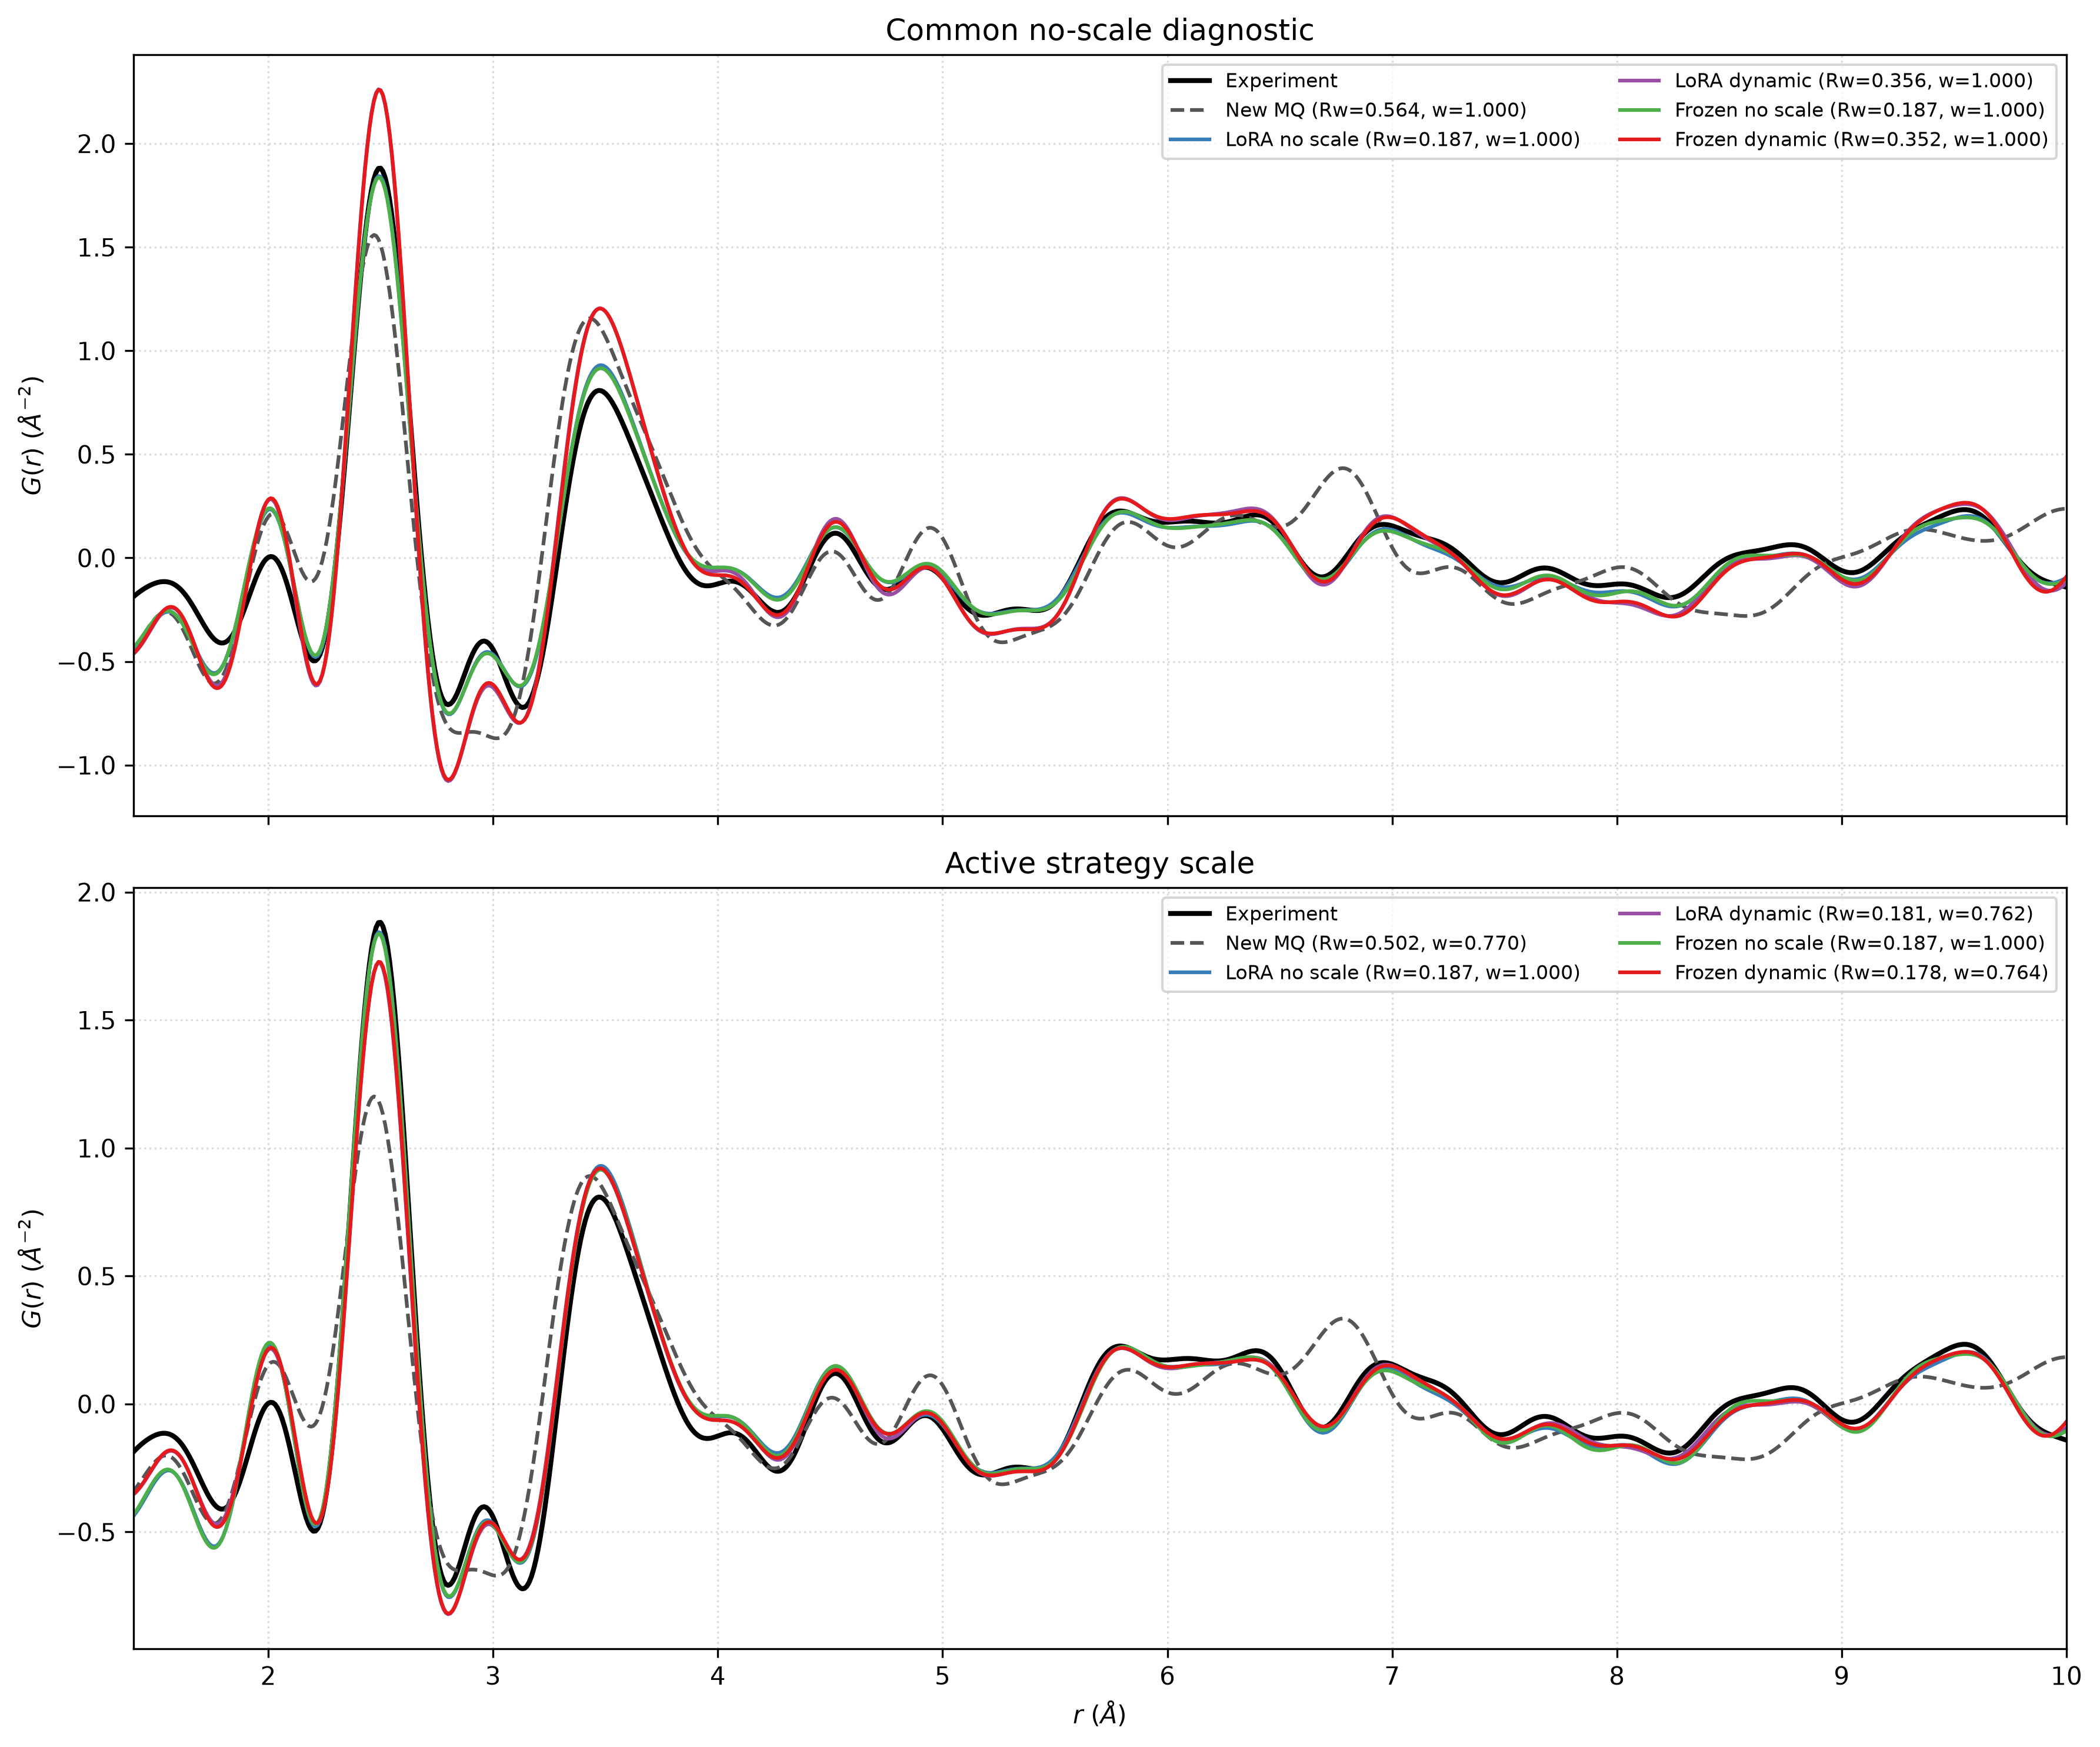 Common no-scale diagnostic
Experiment
New MQ (Rw=0.564, w=1.000)
LoRA no scale (Rw=0.187, w=1.000)
LoRA dynamic (Rw=0.356, w=1.000)
Frozen no scale (Rw=0.187, w=1.000)
Frozen dynamic (Rw=0.352, w=1.000)
G(r) (Å⁻²)
2.0
1.5
1.0
0.5
0.0
−0.5
−1.0
Active strategy scale
Experiment
New MQ (Rw=0.502, w=0.770)
LoRA no scale (Rw=0.187, w=1.000)
LoRA dynamic (Rw=0.181, w=0.762)
Frozen no scale (Rw=0.187, w=1.000)
Frozen dynamic (Rw=0.178, w=0.764)
G(r) (Å⁻²)
2.0
1.5
1.0
0.5
0.0
−0.5
2 3 4 5 6 7 8 9 10
r (Å)